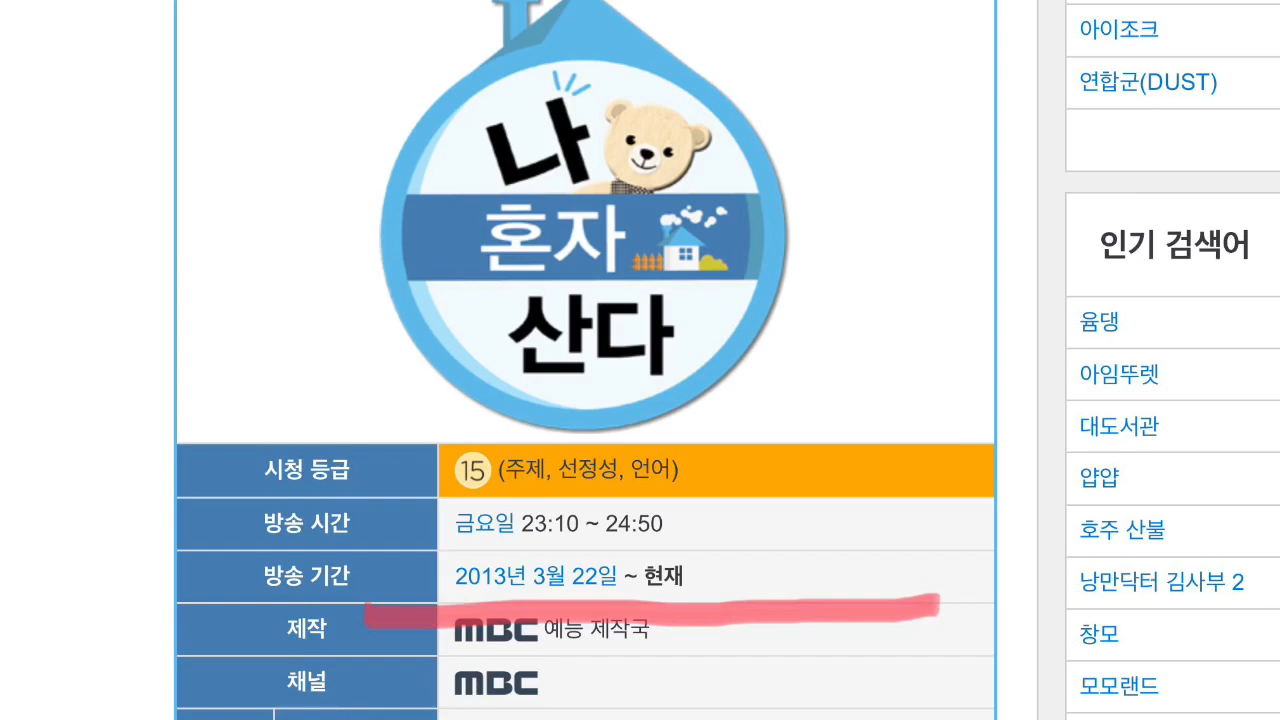 나
혼자
산다
시청 등급
15 (주제, 선정성, 언어)
방송 시간
금요일 23:10 ~ 24:50
방송 기간
2013년 3월 22일 ~ 현재
제작
MBC 예능 제작국
채널
MBC
아이조크
연합군(DUST)
인기 검색어
윰댕
아임뚜렛
대도서관
얍얍
호주 산불
낭만닥터 김사부 2
창모
모모랜드